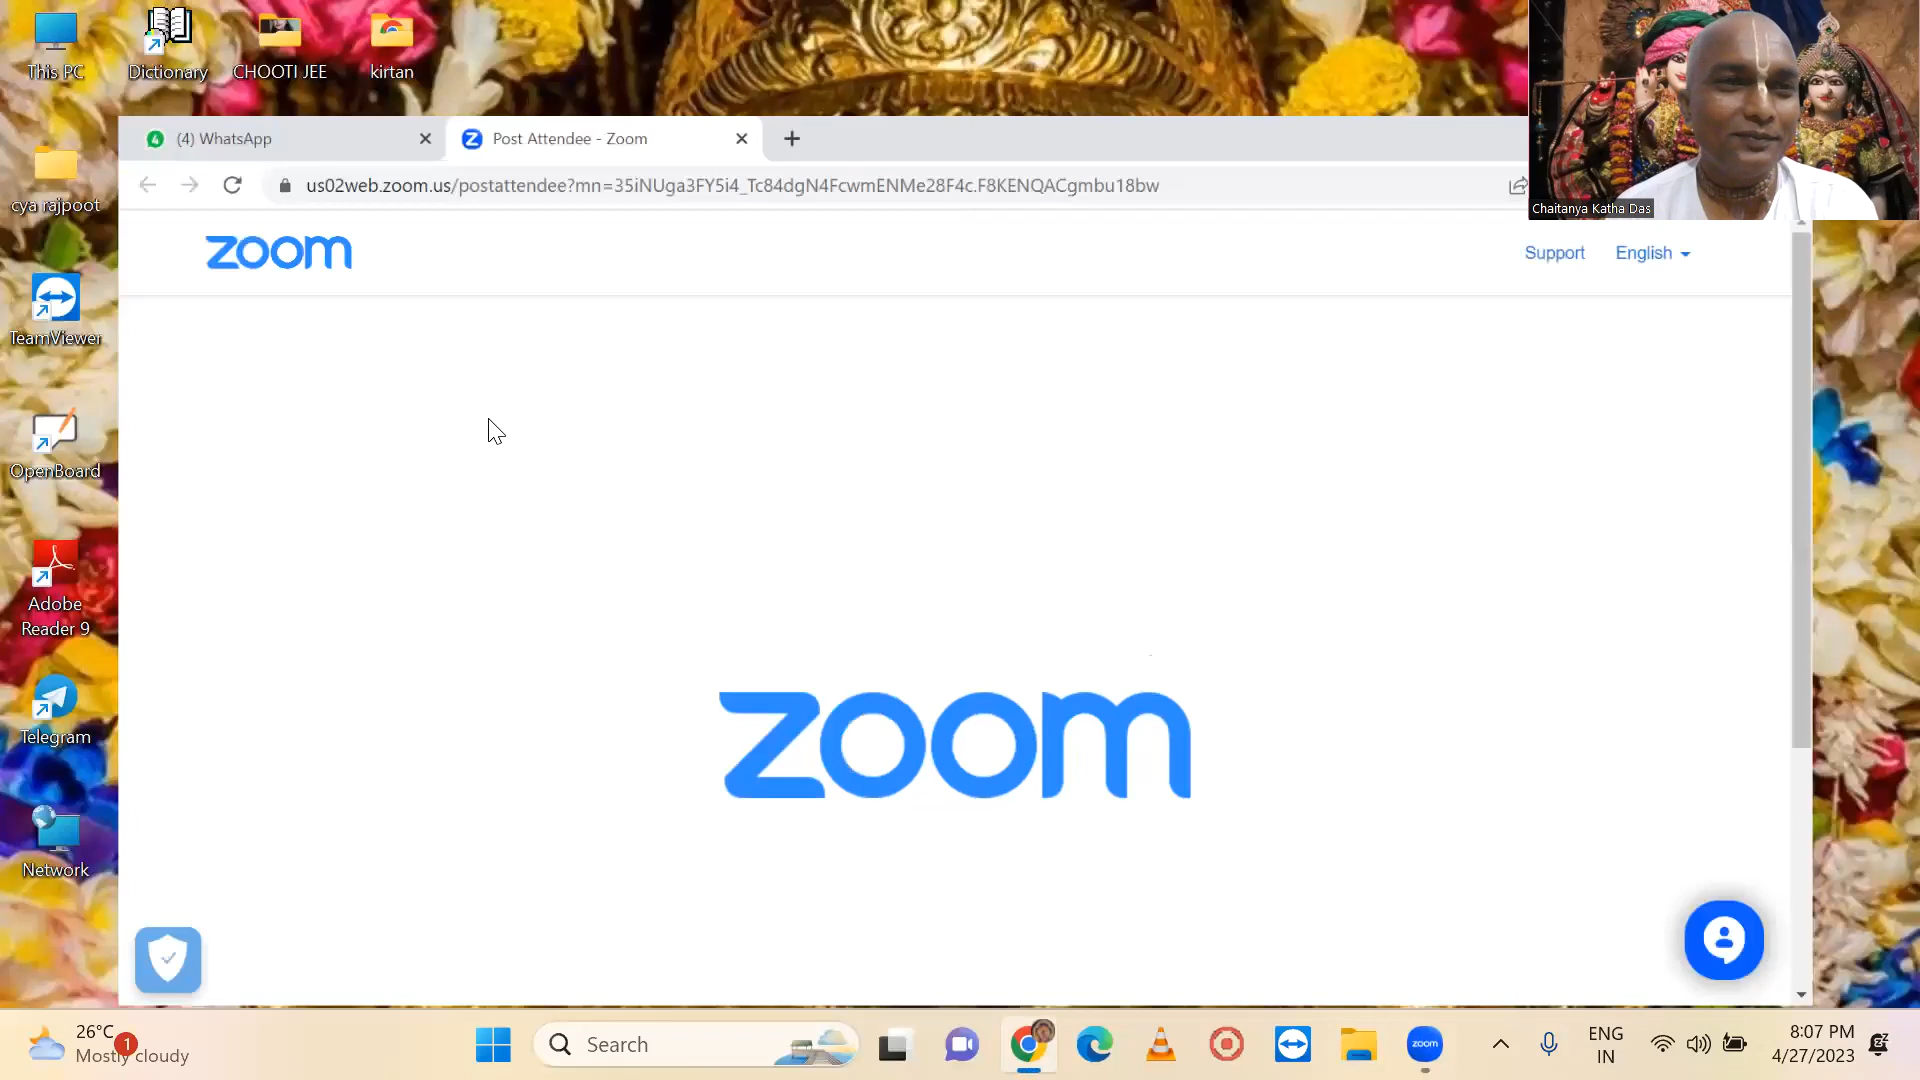 This PC
Dictionary
CHOOTI JEE
kirtan
cya rajpoot
TeamViewer
OpenBoard
Adobe
Reader 9
Telegram
Network
4
(4) WhatsApp
Post Attendee - Zoom
us02web.zoom.us/postattendee?mn=35iNUga3FY5i4_Tc84dgN4FcwmENMe28F4c.F8KENQACgmbu18bw
Chaitanya Katha Das
zoom
Support
English
zoom
26°C
1
Mostly cloudy
Search
zoom
ENG
IN
8:07 PM
4/27/2023